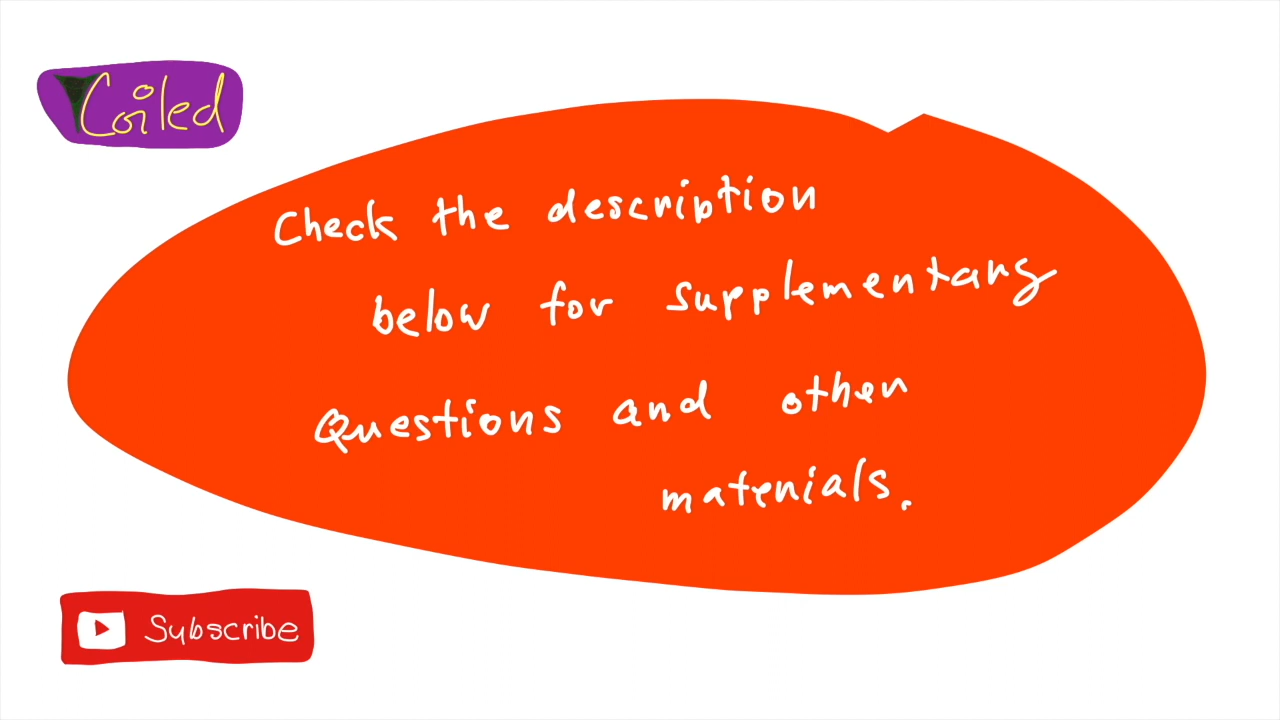 Coiled
Check the description
below for supplementary
Questions and other
materials.
Subscribe